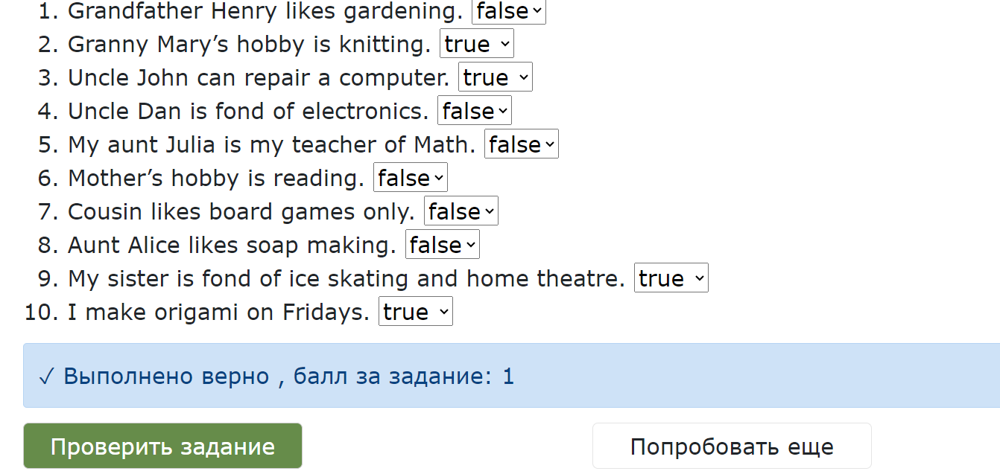 1. Grandfather Henry likes gardening. false
2. Granny Mary’s hobby is knitting. true
3. Uncle John can repair a computer. true
4. Uncle Dan is fond of electronics. false
5. My aunt Julia is my teacher of Math. false
6. Mother’s hobby is reading. false
7. Cousin likes board games only. false
8. Aunt Alice likes soap making. false
9. My sister is fond of ice skating and home theatre. true
10. I make origami on Fridays. true
✓ Выполнено верно , балл за задание: 1
Проверить задание Попробовать еще